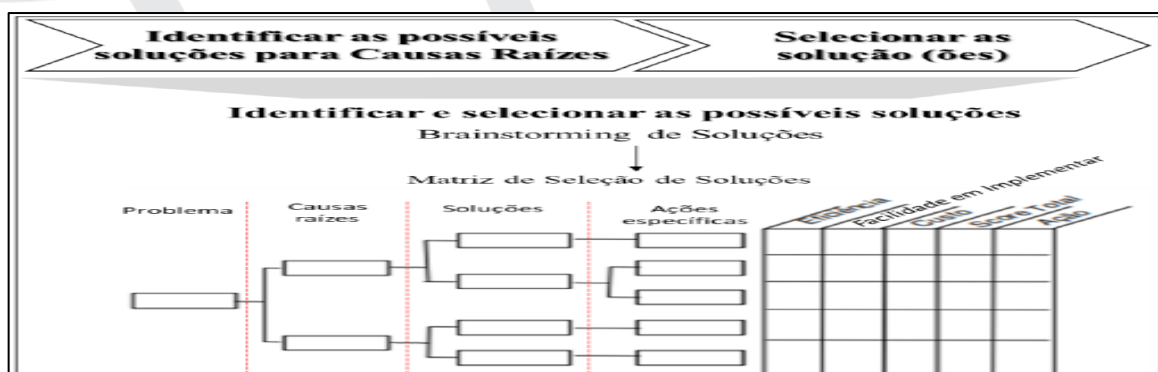 Identificar as possíveis
soluções para Causas Raízes
Selecionar as
solução (ões)
Identificar e selecionar as possíveis soluções
Brainstorming de Soluções
Matriz de Seleção de Soluções
Problema
Causas
raízes
Soluções
Ações
específicas
Eficiência
Facilidade em Implementar
Custo
Score Total
Ação